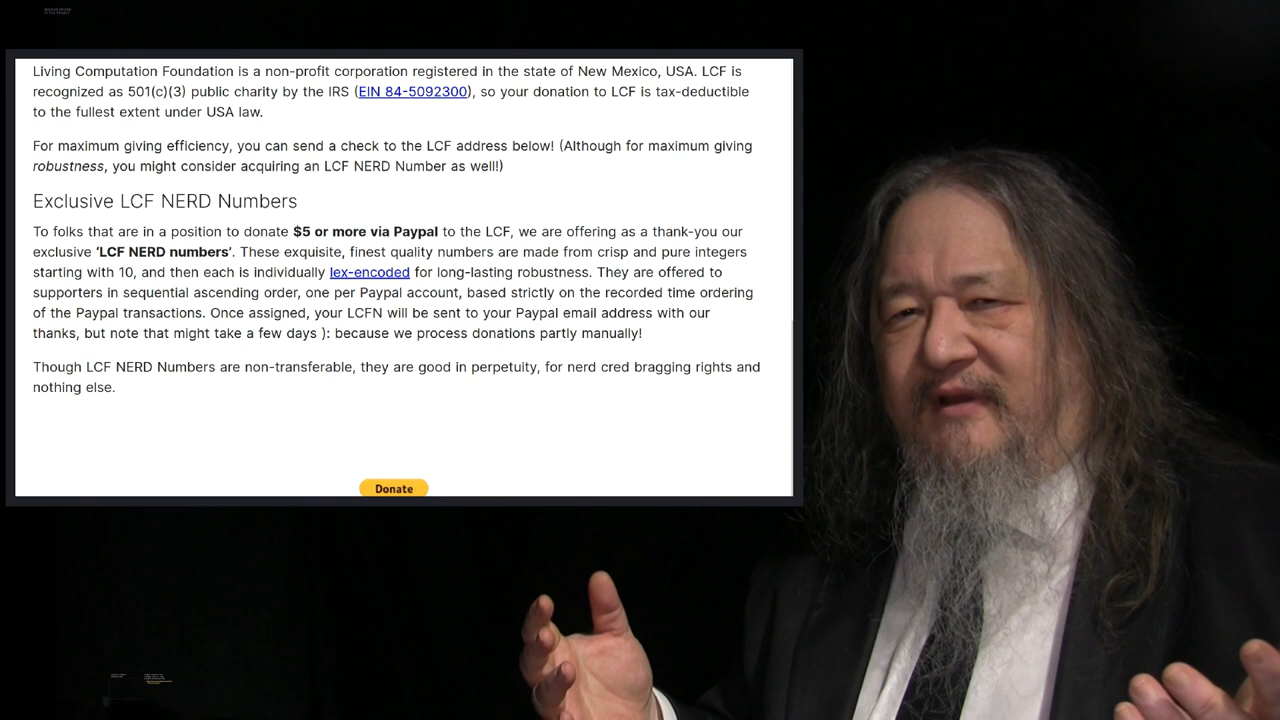 Living Computation Foundation is a non-profit corporation registered in the state of New Mexico, USA. LCF is
recognized as 501(c)(3) public charity by the IRS (EIN 84-5092300), so your donation to LCF is tax-deductible
to the fullest extent under USA law.
For maximum giving efficiency, you can send a check to the LCF address below! (Although for maximum giving
robustness, you might consider acquiring an LCF NERD Number as well!)
Exclusive LCF NERD Numbers
To folks that are in a position to donate $5 or more via Paypal to the LCF, we are offering as a thank-you our
exclusive ‘LCF NERD numbers’. These exquisite, finest quality numbers are made from crisp and pure integers
starting with 10, and then each is individually lex-encoded for long-lasting robustness. They are offered to
supporters in sequential ascending order, one per Paypal account, based strictly on the recorded time ordering
of the Paypal transactions. Once assigned, your LCFN will be sent to your Paypal email address with our
thanks, but note that might take a few days ): because we process donations partly manually!
Though LCF NERD Numbers are non-transferable, they are good in perpetuity, for nerd cred bragging rights and
nothing else.
Donate